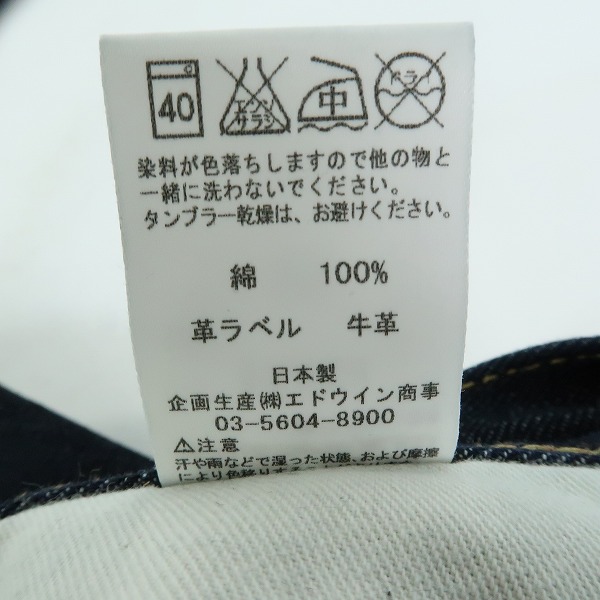 40 エンソ サラシ 中 ドライ
染料が色落ちしますので他の物と
一緒に洗わないでください。
タンブラー乾燥は、お避けください。
綿 100%
革ラベル 牛革
日本製
企画生産㈱エドウイン商事
03-5604-8900
⚠注意
汗や雨などで湿った状態、および摩擦
により色移りす